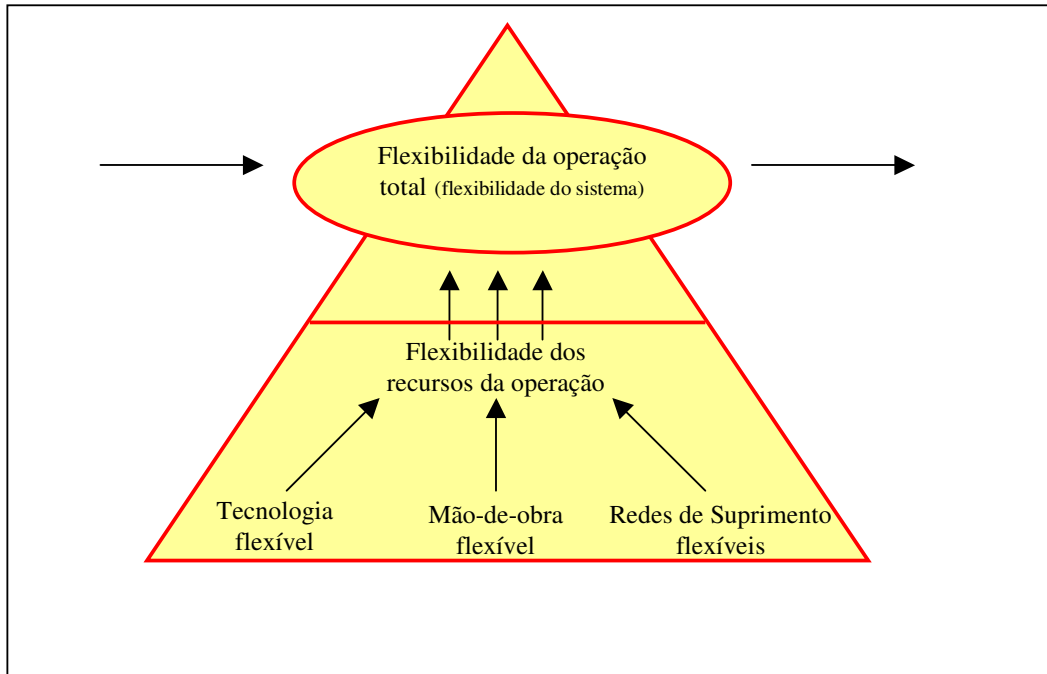 Flexibilidade da operação
total (flexibilidade do sistema)
Flexibilidade dos
recursos da operação
Tecnologia
flexível
Mão-de-obra
flexível
Redes de Suprimento
flexíveis